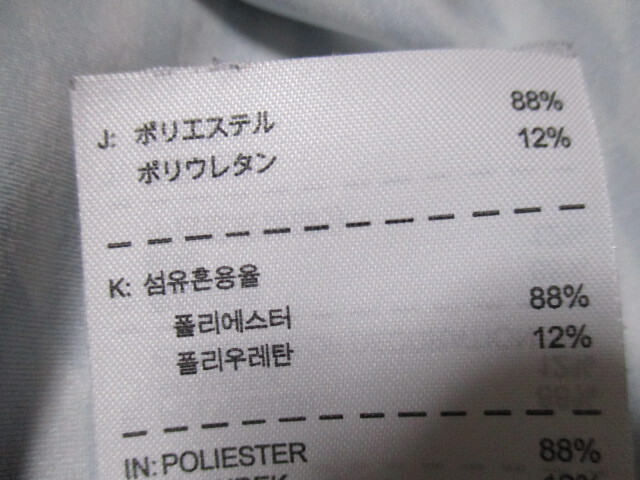 J: ポリエステル 88%
ポリウレタン 12%
K: 섬유혼용율
폴리에스터 88%
폴리우레탄 12%
IN: POLIESTER 88%